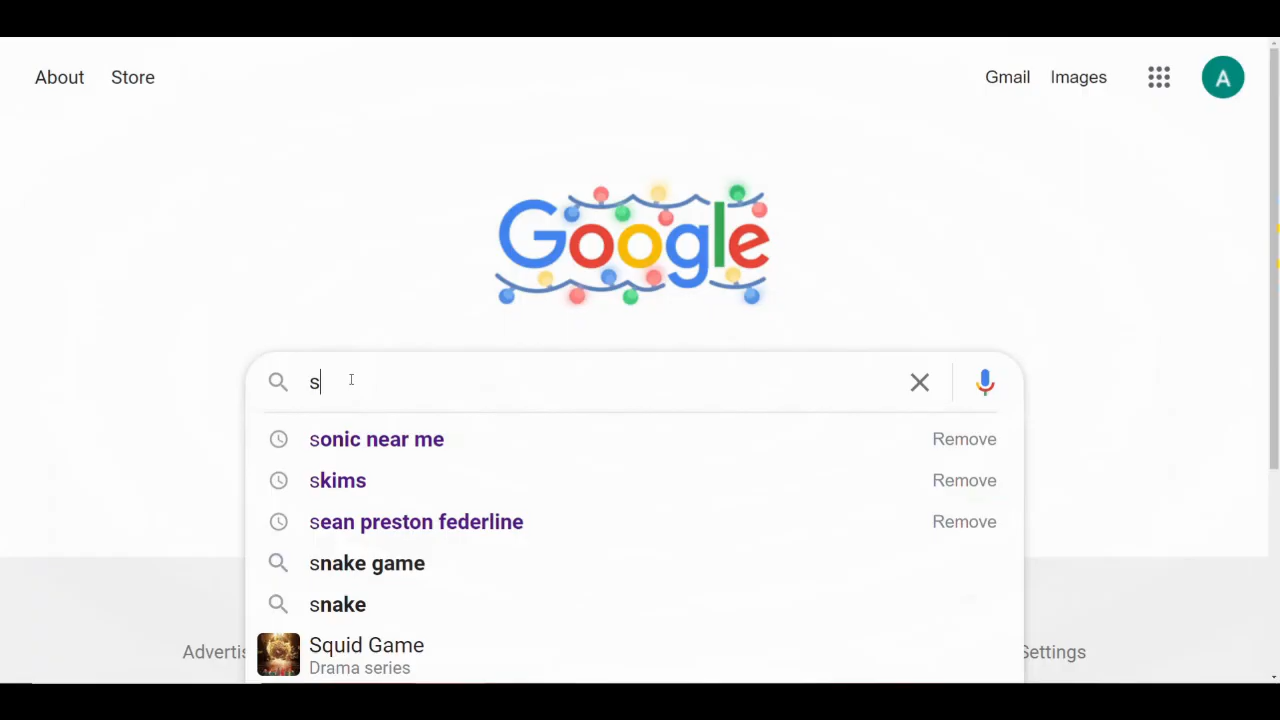 About Store Gmail Images A
Google
s
sonic near me Remove
skims Remove
sean preston federline Remove
snake game
snake
Squid Game
Drama series
Advertis Settings